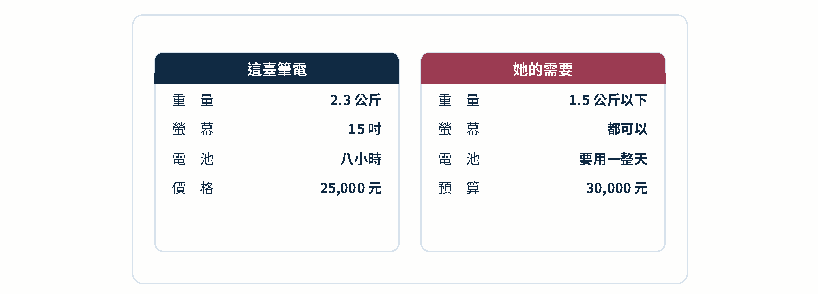 這臺筆電
重 量 2.3 公斤
螢 幕 15 吋
電 池 八小時
價 格 25,000 元
她的需要
重 量 1.5 公斤以下
螢 幕 都可以
電 池 要用一整天
預 算 30,000 元